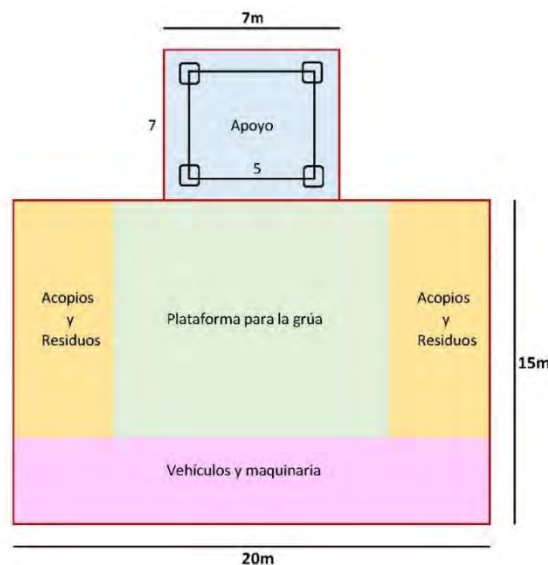 7m
7
Apoyo
5
Acopios
y
Residuos
Plataforma para la grúa
Acopios
y
Residuos
15m
Vehículos y maquinaria
20m